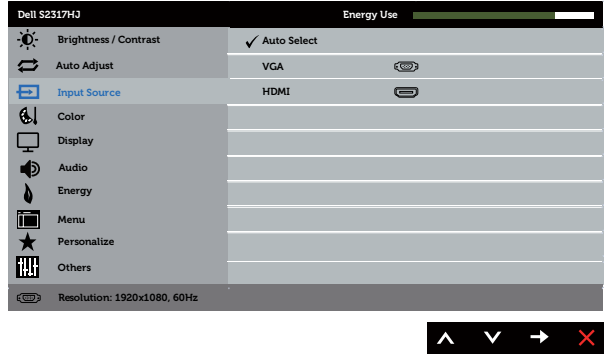 Dell S2317HJ Energy Use
Brightness / Contrast Auto Select
Auto Adjust VGA
Input Source HDMI
Color
Display
Audio
Energy
Menu
Personalize
Others
Resolution: 1920x1080, 60Hz